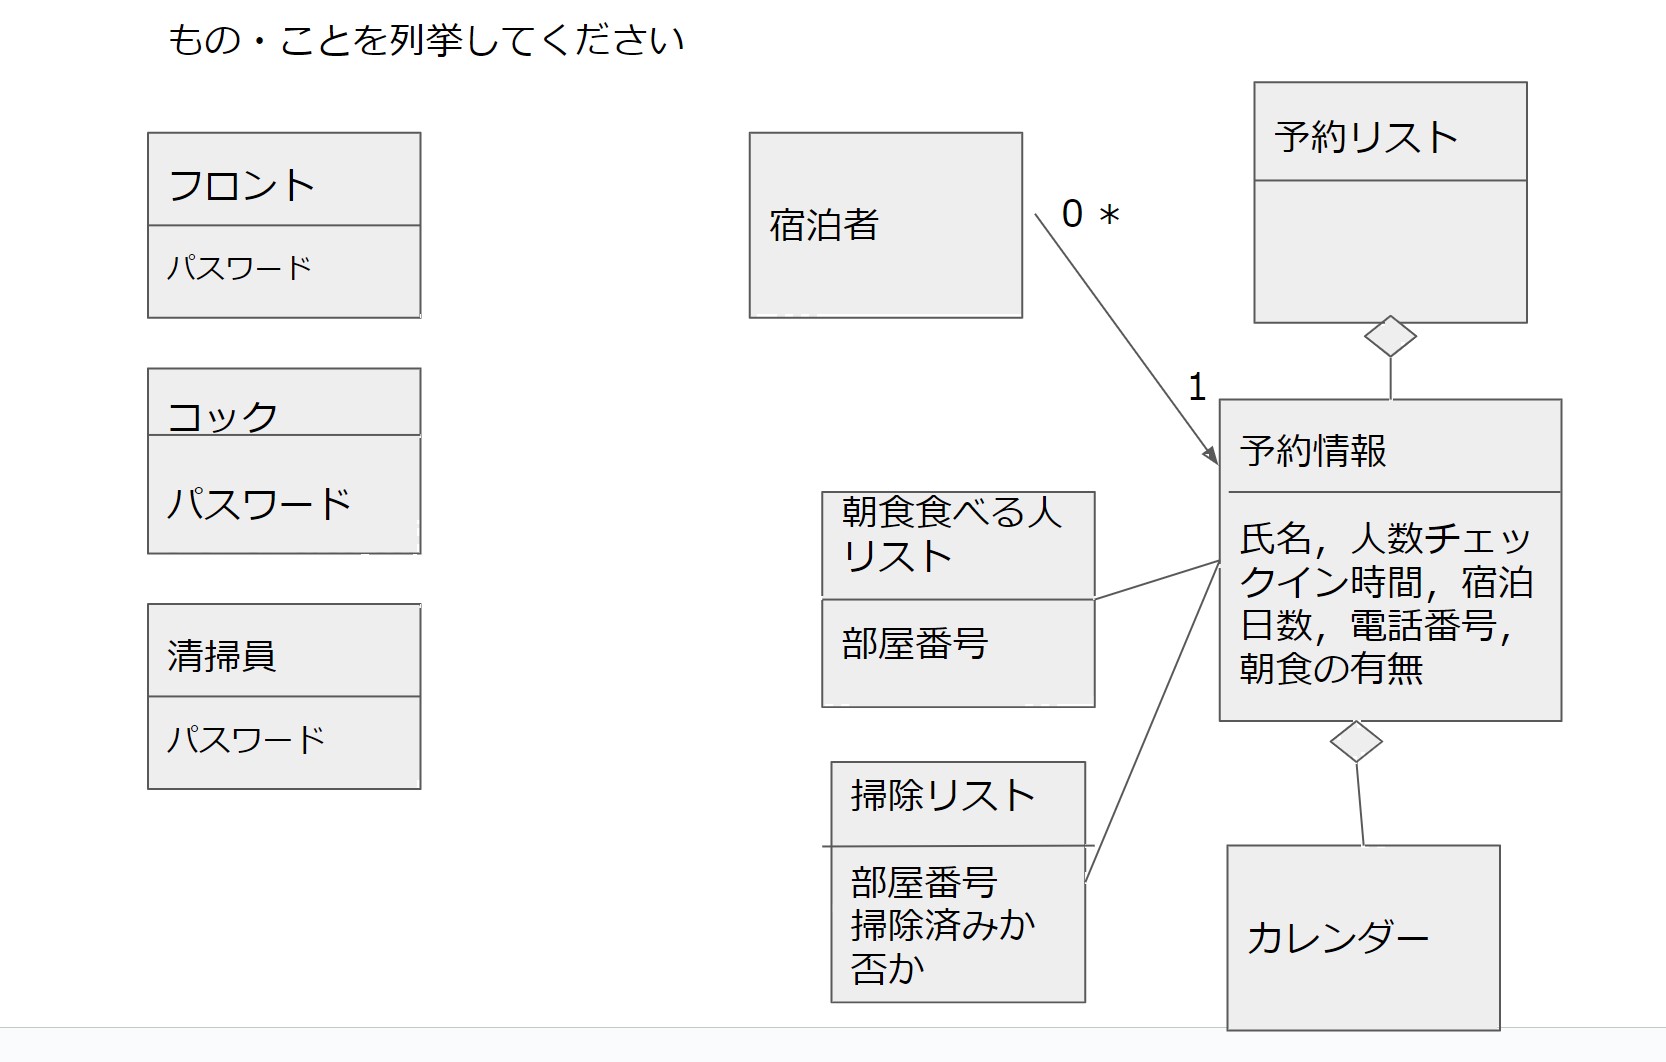 もの・ことを列挙してください
フロント
パスワード
コック
パスワード
清掃員
パスワード
宿泊者
0 *
1
予約リスト
予約情報
氏名, 人数チェッ
クイン時間, 宿泊
日数, 電話番号,
朝食の有無
朝食食べる人
リスト
部屋番号
掃除リスト
部屋番号
掃除済みか
否か
カレンダー